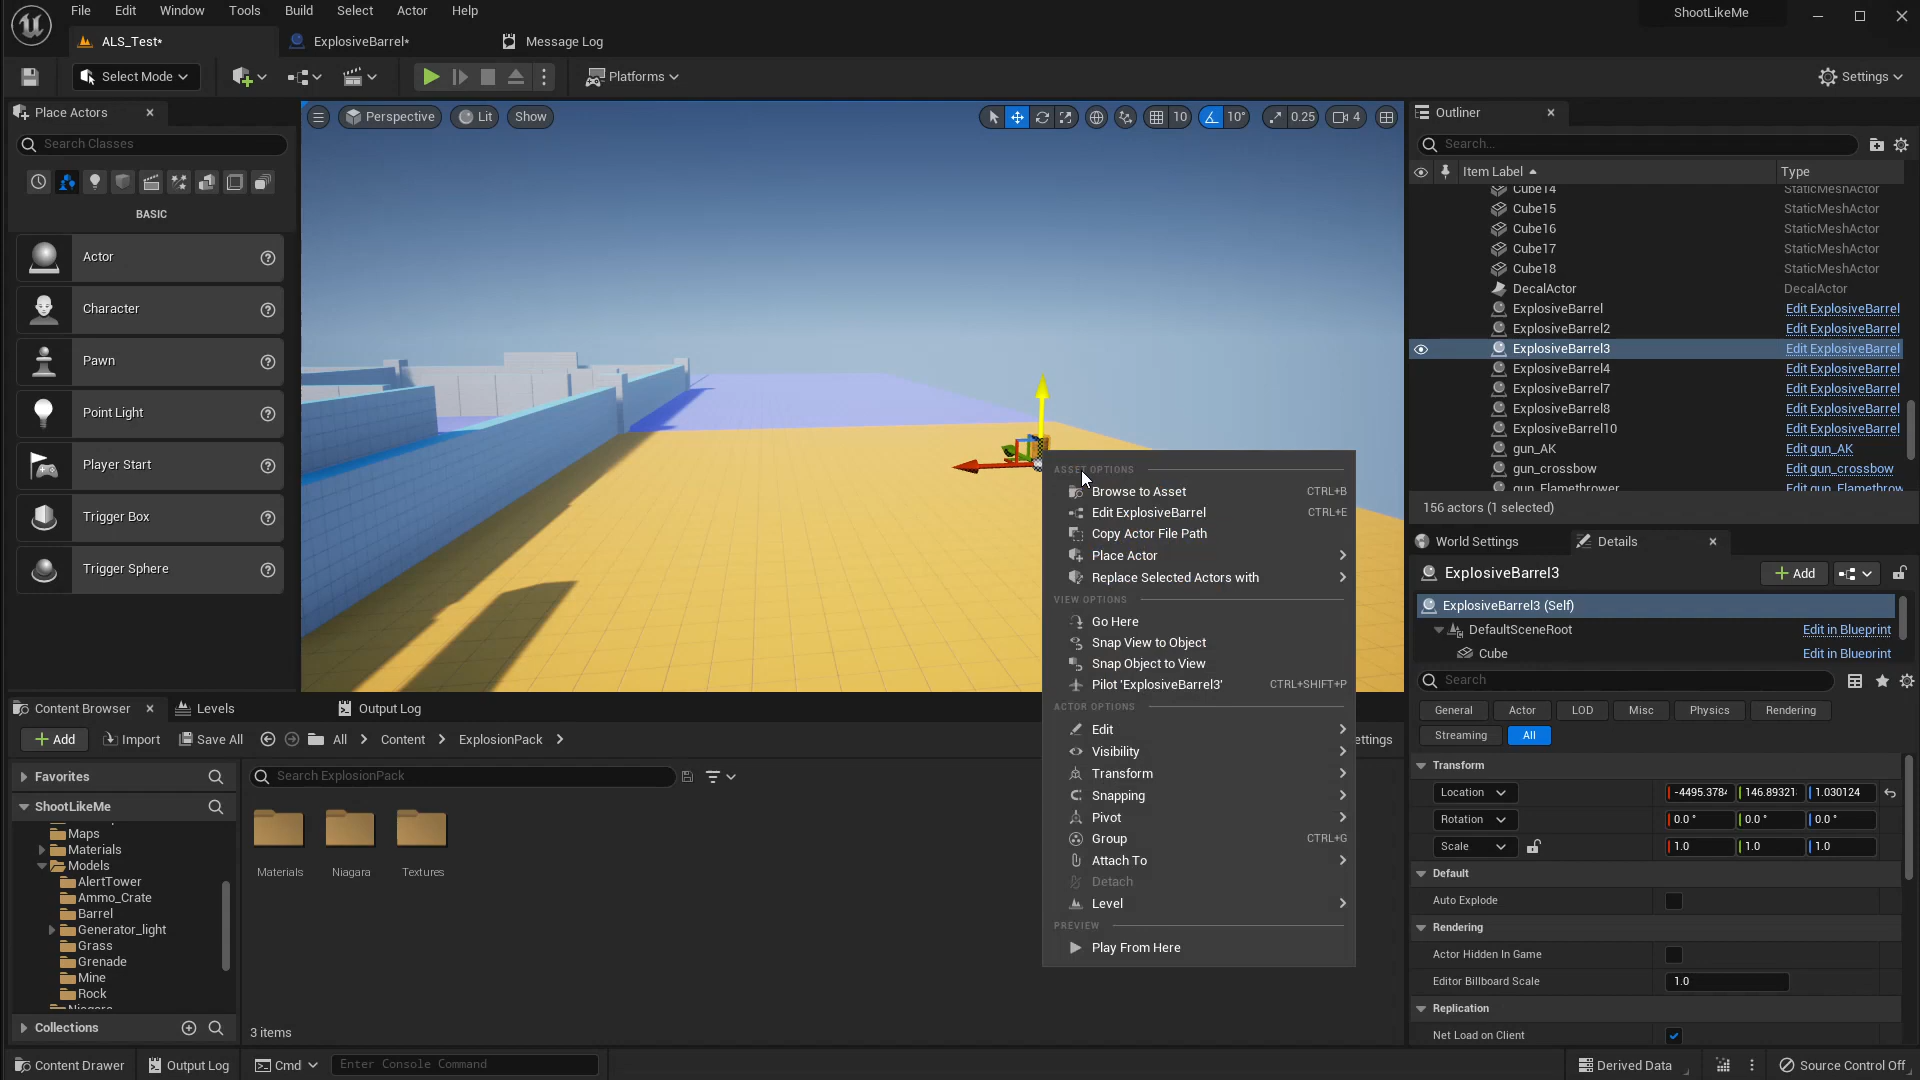 File Edit Window Tools Build Select Actor Help
ShootLikeMe
ALS_Test*
ExplosiveBarrel*
Message Log
Select Mode
Platforms
Settings
Place Actors
Search Classes
BASIC
Actor
Character
Pawn
Point Light
Player Start
Trigger Box
Trigger Sphere
Perspective
Lit
Show
10
10°
0.25
4
ASSET OPTIONS
Browse to Asset CTRL+B
Edit ExplosiveBarrel CTRL+E
Copy Actor File Path
Place Actor
Replace Selected Actors with
VIEW OPTIONS
Go Here
Snap View to Object
Snap Object to View
Pilot 'ExplosiveBarrel3' CTRL+SHIFT+P
ACTOR OPTIONS
Edit
Visibility
Transform
Snapping
Pivot
Group CTRL+G
Attach To
Detach
Level
PREVIEW
Play From Here
Outliner
Search...
Item Label
Type
Cube14 StaticMeshActor
Cube15 StaticMeshActor
Cube16 StaticMeshActor
Cube17 StaticMeshActor
Cube18 StaticMeshActor
DecalActor DecalActor
ExplosiveBarrel Edit ExplosiveBarrel
ExplosiveBarrel2 Edit ExplosiveBarrel
ExplosiveBarrel3 Edit ExplosiveBarrel
ExplosiveBarrel4 Edit ExplosiveBarrel
ExplosiveBarrel7 Edit ExplosiveBarrel
ExplosiveBarrel8 Edit ExplosiveBarrel
ExplosiveBarrel10 Edit ExplosiveBarrel
gun_AK Edit gun_AK
gun_crossbow Edit gun_crossbow
gun_Flamethrower Edit gun_Flamethrow
156 actors (1 selected)
World Settings
Details
ExplosiveBarrel3
Add
ExplosiveBarrel3 (Self)
DefaultSceneRoot Edit in Blueprint
Cube Edit in Blueprint
Search
General Actor LOD Misc Physics Rendering
Streaming All
Transform
Location -4495.3784 146.89321 1.030124
Rotation 0.0° 0.0° 0.0°
Scale 1.0 1.0 1.0
Default
Auto Explode
Rendering
Actor Hidden In Game
Editor Billboard Scale 1.0
Replication
Net Load on Client
Content Browser
Levels
Output Log
Add
Import
Save All
All
Content
ExplosionPack
ettings
Favorites
ShootLikeMe
Maps
Materials
Models
AlertTower
Ammo_Crate
Barrel
Generator_light
Grass
Grenade
Mine
Rock
Collections
Search ExplosionPack
Materials
Niagara
Textures
3 items
Content Drawer
Output Log
Cmd
Enter Console Command
Derived Data
Source Control Off